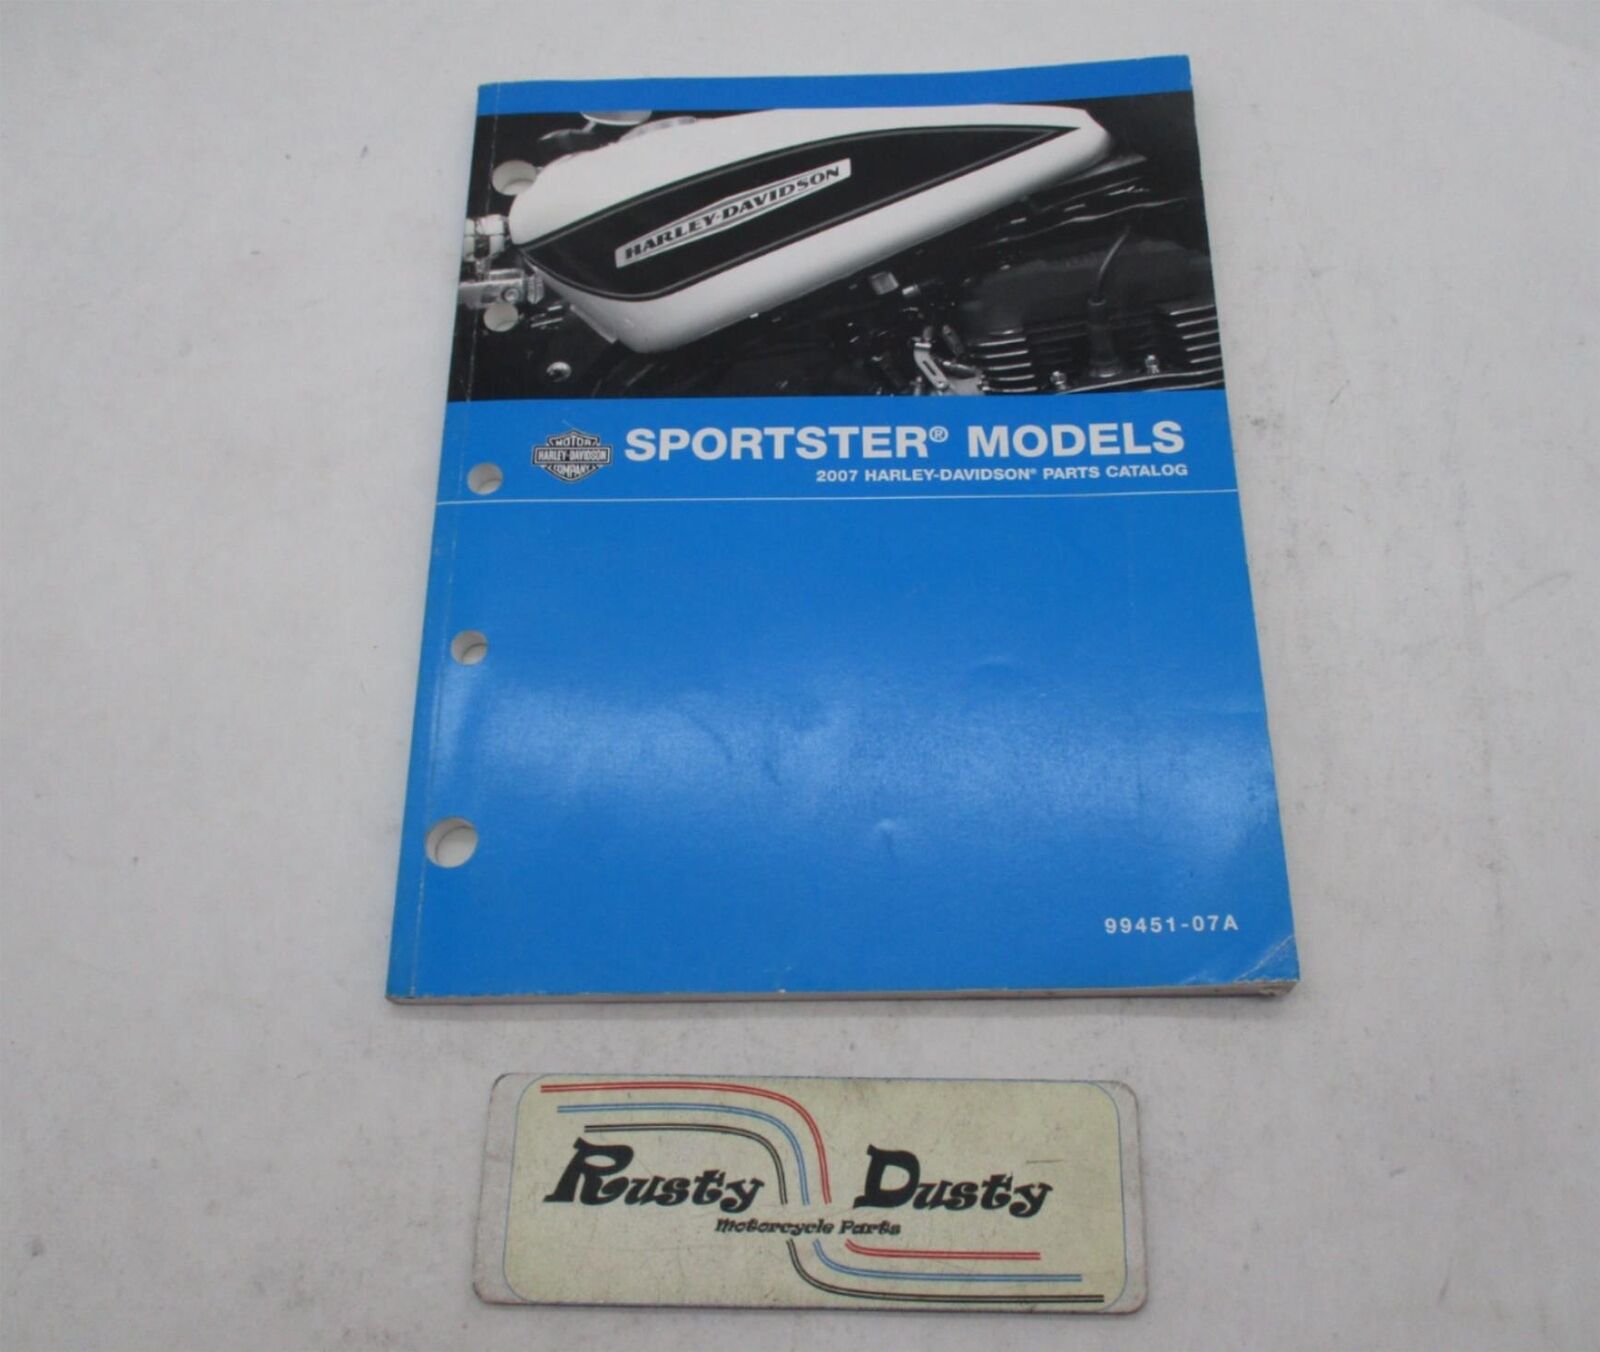 HARLEY-DAVIDSON
MOTOR
HARLEY-DAVIDSON
COMPANY
SPORTSTER® MODELS
2007 HARLEY-DAVIDSON® PARTS CATALOG
99451-07A
Rusty Dusty
Motorcycle Parts